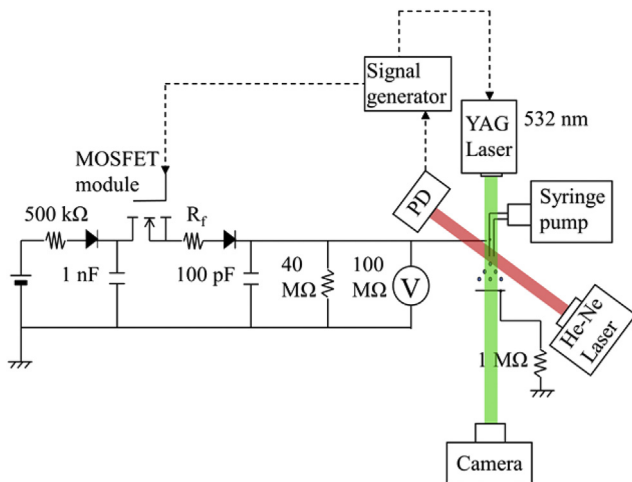 Signal
generator
YAG
Laser
532 nm
MOSFET
module
PD
Syringe
pump
500 kΩ
R_f
1 nF
100 pF
40
MΩ
100
MΩ
V
He-Ne
Laser
1 MΩ
Camera